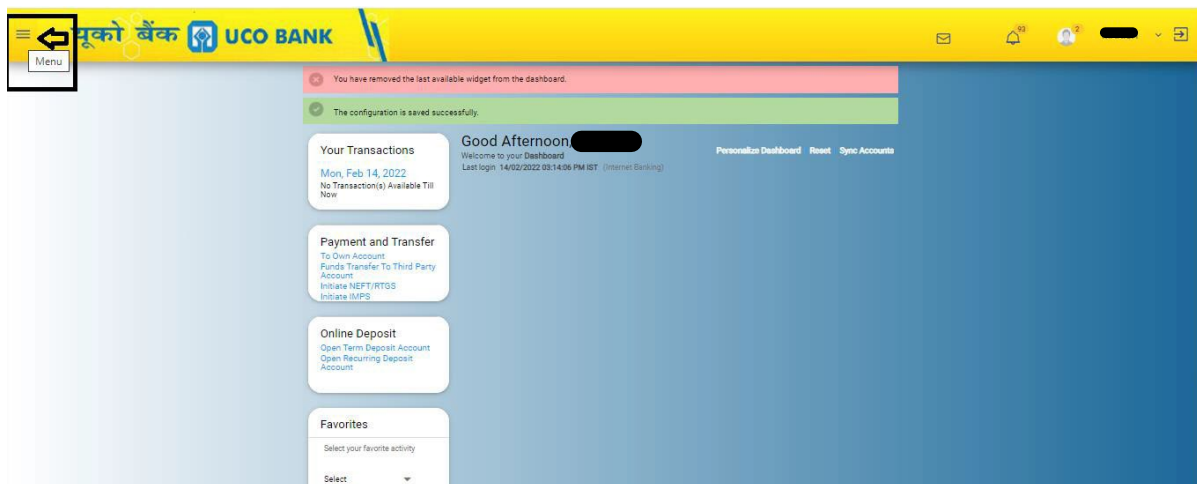 यूको बैंक UCO BANK
93
2
Menu
You have removed the last available widget from the dashboard.
The configuration is saved successfully.
Your Transactions
Mon, Feb 14, 2022
No Transaction(s) Available Till
Now
Good Afternoon,
Welcome to your Dashboard
Last login 14/02/2022 03:14:06 PM IST (Internet Banking)
Personalize Dashboard Reset Sync Accounts
Payment and Transfer
To Own Account
Funds Transfer To Third Party
Account
Initiate NEFT/RTGS
Initiate IMPS
Online Deposit
Open Term Deposit Account
Open Recurring Deposit
Account
Favorites
Select your favorite activity
Select